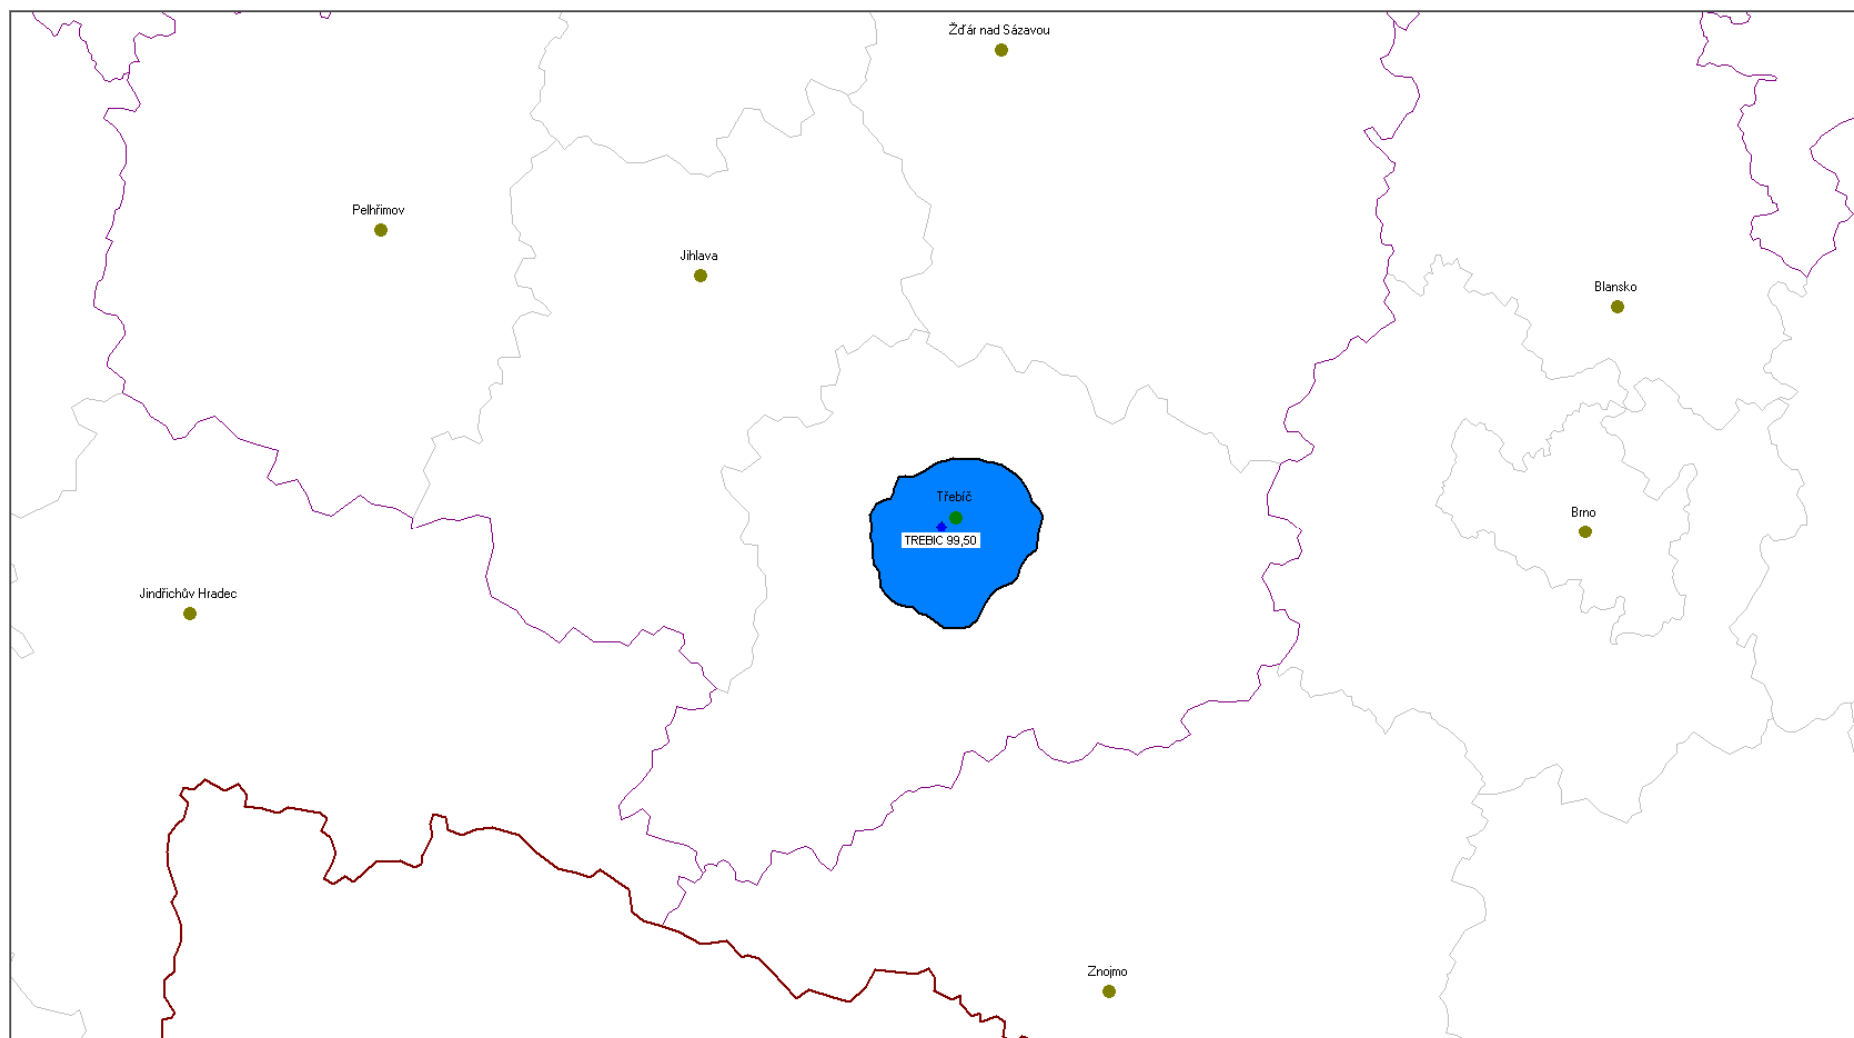 Žďár nad Sázavou
Pelhřimov
Jihlava
Blansko
Třebíč
Brno
TREBIC 99,50
Jindřichův Hradec
Znojmo